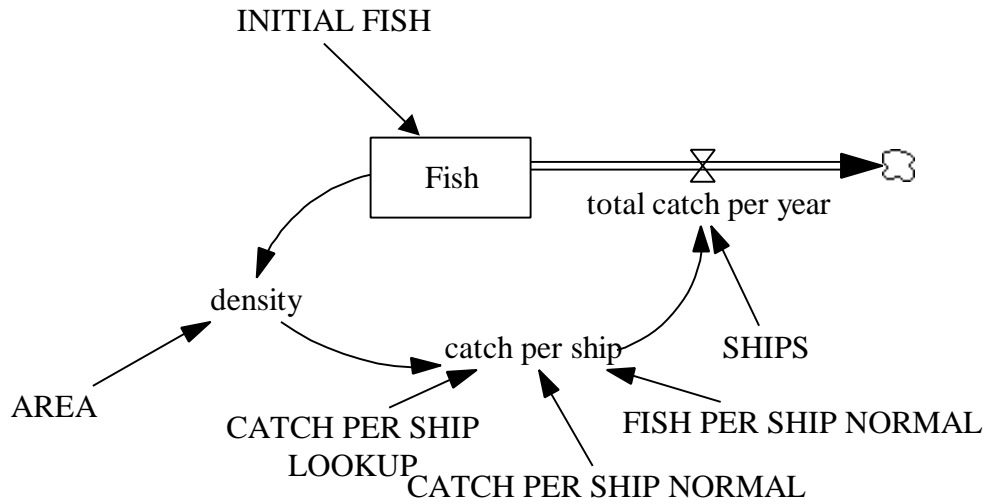 INITIAL FISH
Fish
total catch per year
density
catch per ship
SHIPS
AREA
CATCH PER SHIP
LOOKUP
FISH PER SHIP NORMAL
CATCH PER SHIP NORMAL